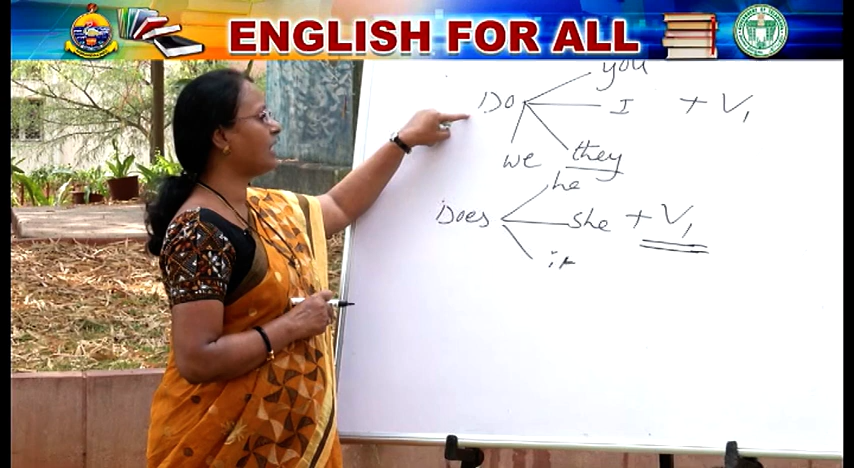 ENGLISH FOR ALL
you
Do I + V1
we they
he
Does she + V1
it